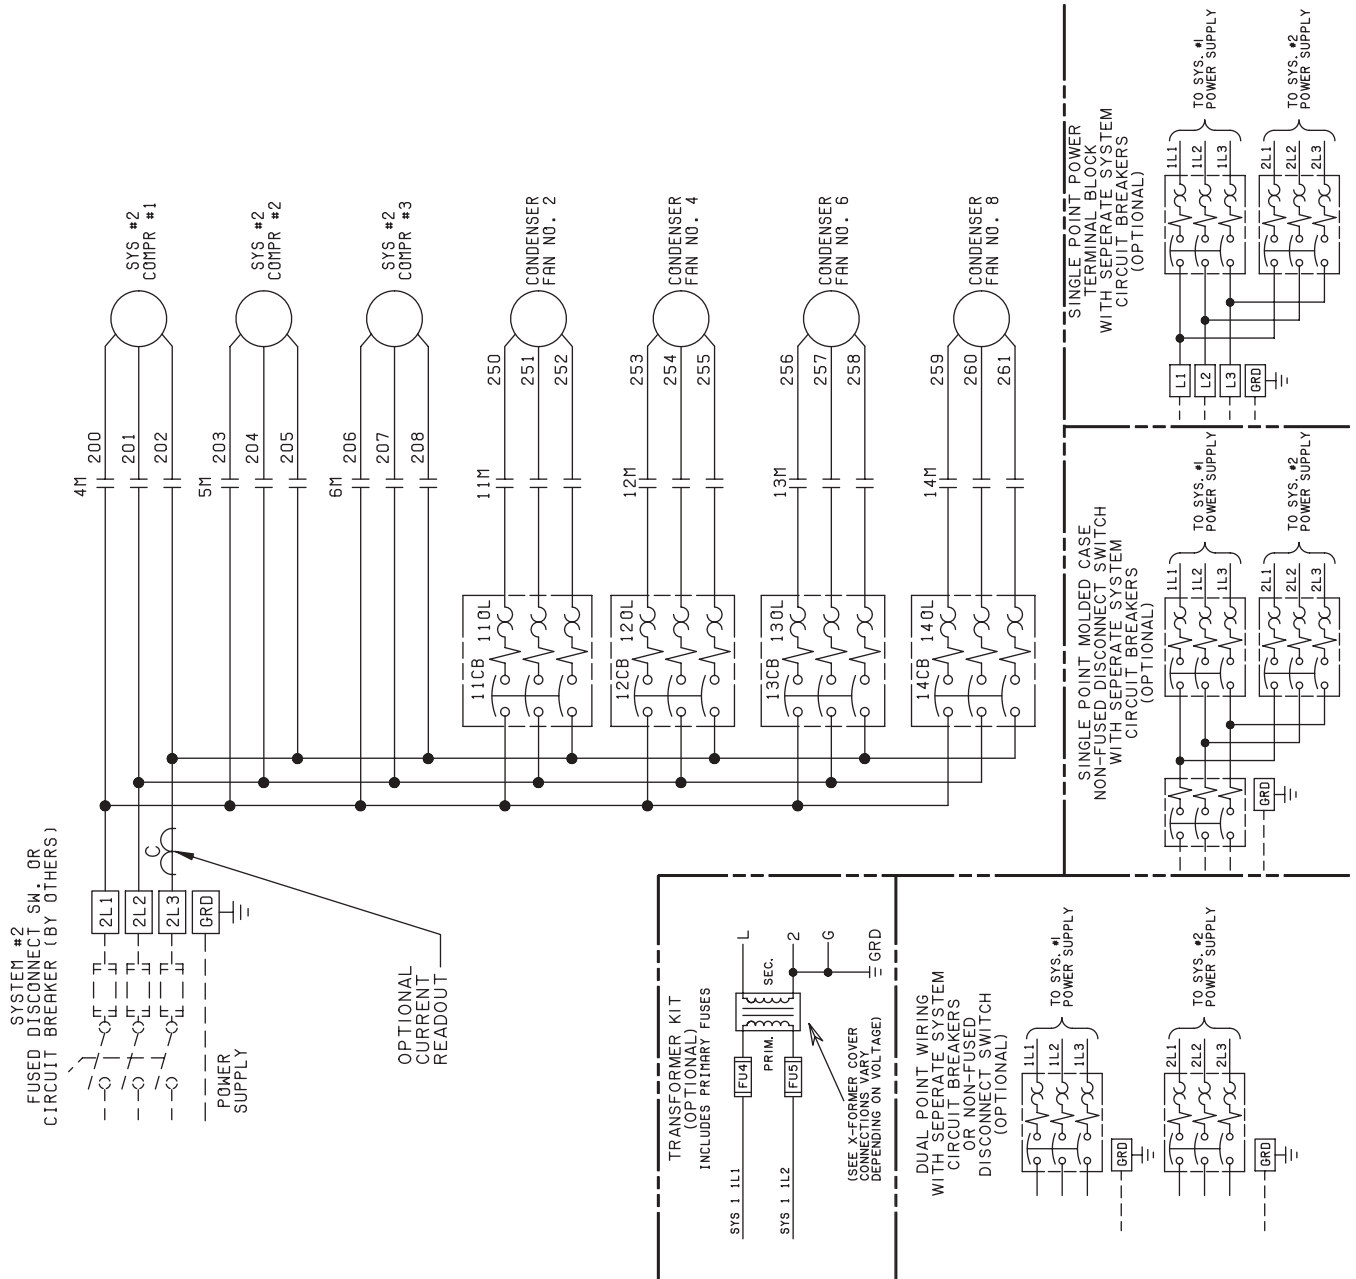 SYSTEM #2
FUSED DISCONNECT SW. OR
CIRCUIT BREAKER (BY OTHERS)
POWER
SUPPLY
2L1
2L2
2L3
GRD
C
OPTIONAL
CURRENT
READOUT
4M
200
201
202
SYS #2
COMPR #1
5M
203
204
205
SYS #2
COMPR #2
6M
206
207
208
SYS #2
COMPR #3
11CB
11OL
11M
250
251
252
CONDENSER
FAN NO. 2
12CB
12OL
12M
253
254
255
CONDENSER
FAN NO. 4
13CB
13OL
13M
256
257
258
CONDENSER
FAN NO. 6
14CB
14OL
14M
259
260
261
CONDENSER
FAN NO. 8
TRANSFORMER KIT
(OPTIONAL)
INCLUDES PRIMARY FUSES
SYS 1 1L1
SYS 1 1L2
FU4
FU5
PRIM.
SEC.
L
2
G
GRD
(SEE X-FORMER COVER
CONNECTIONS VARY
DEPENDING ON VOLTAGE)
DUAL POINT WIRING
WITH SEPERATE SYSTEM
CIRCUIT BREAKERS
OR NON-FUSED
DISCONNECT SWITCH
(OPTIONAL)
1L1
1L2
1L3
TO SYS. #1
POWER SUPPLY
GRD
2L1
2L2
2L3
TO SYS. #2
POWER SUPPLY
GRD
SINGLE POINT MOLDED CASE
NON-FUSED DISCONNECT SWITCH
WITH SEPERATE SYSTEM
CIRCUIT BREAKERS
(OPTIONAL)
1L1
1L2
1L3
TO SYS. #1
POWER SUPPLY
2L1
2L2
2L3
TO SYS. #2
POWER SUPPLY
GRD
SINGLE POINT POWER
TERMINAL BLOCK
WITH SEPERATE SYSTEM
CIRCUIT BREAKERS
(OPTIONAL)
L1
L2
L3
GRD
1L1
1L2
1L3
TO SYS. #1
POWER SUPPLY
2L1
2L2
2L3
TO SYS. #2
POWER SUPPLY